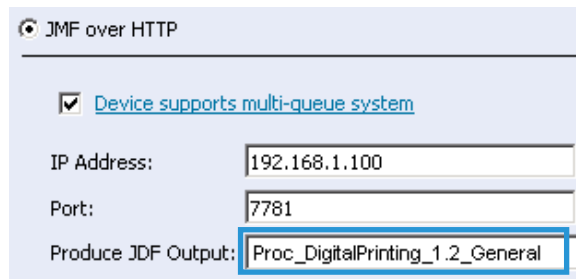 JMF over HTTP
Device supports multi-queue system
IP Address: 192.168.1.100
Port: 7781
Produce JDF Output: Proc_DigitalPrinting_1.2_General